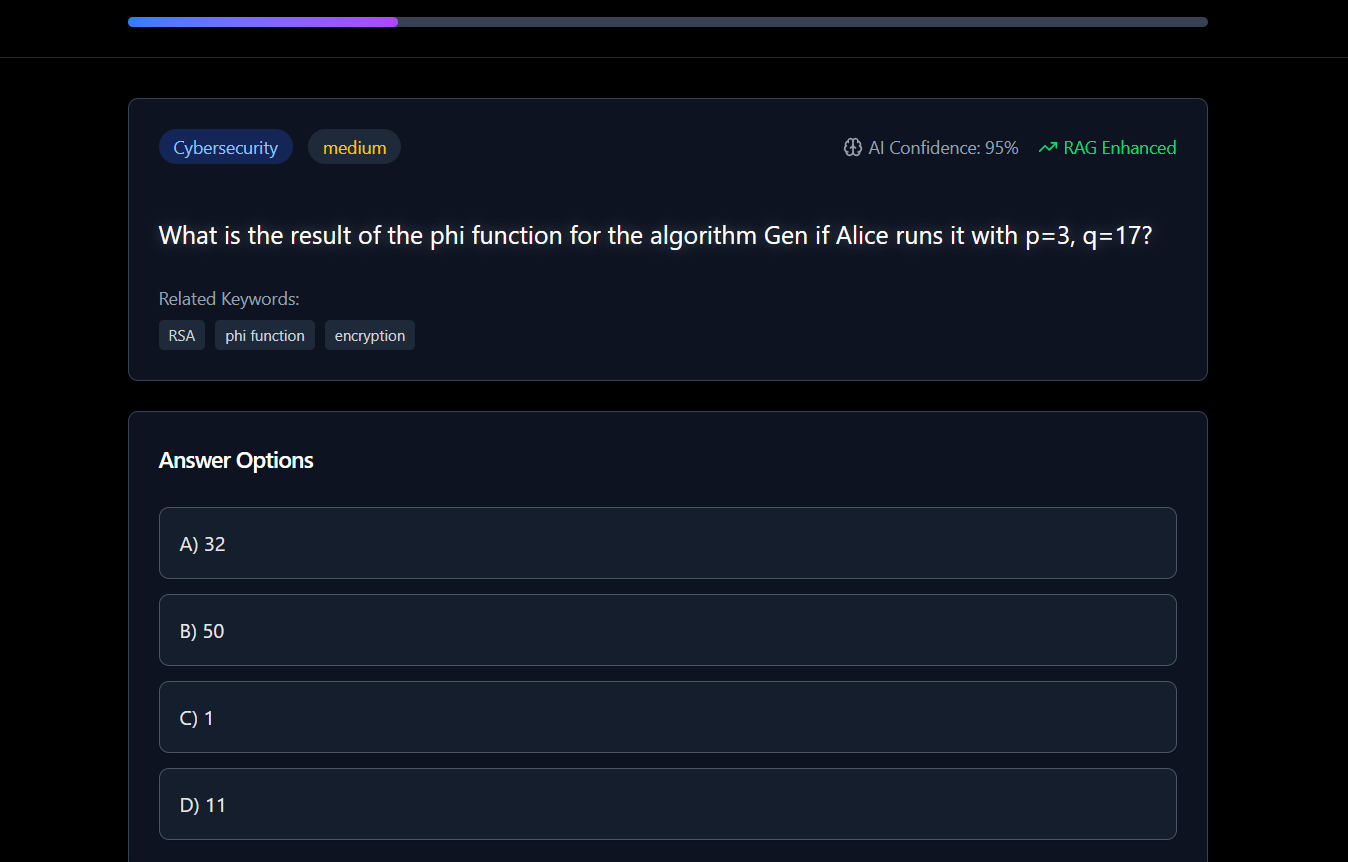 Cybersecurity
medium
AI Confidence: 95%
RAG Enhanced
What is the result of the phi function for the algorithm Gen if Alice runs it with p=3, q=17?
Related Keywords:
RSA
phi function
encryption
Answer Options
A) 32
B) 50
C) 1
D) 11